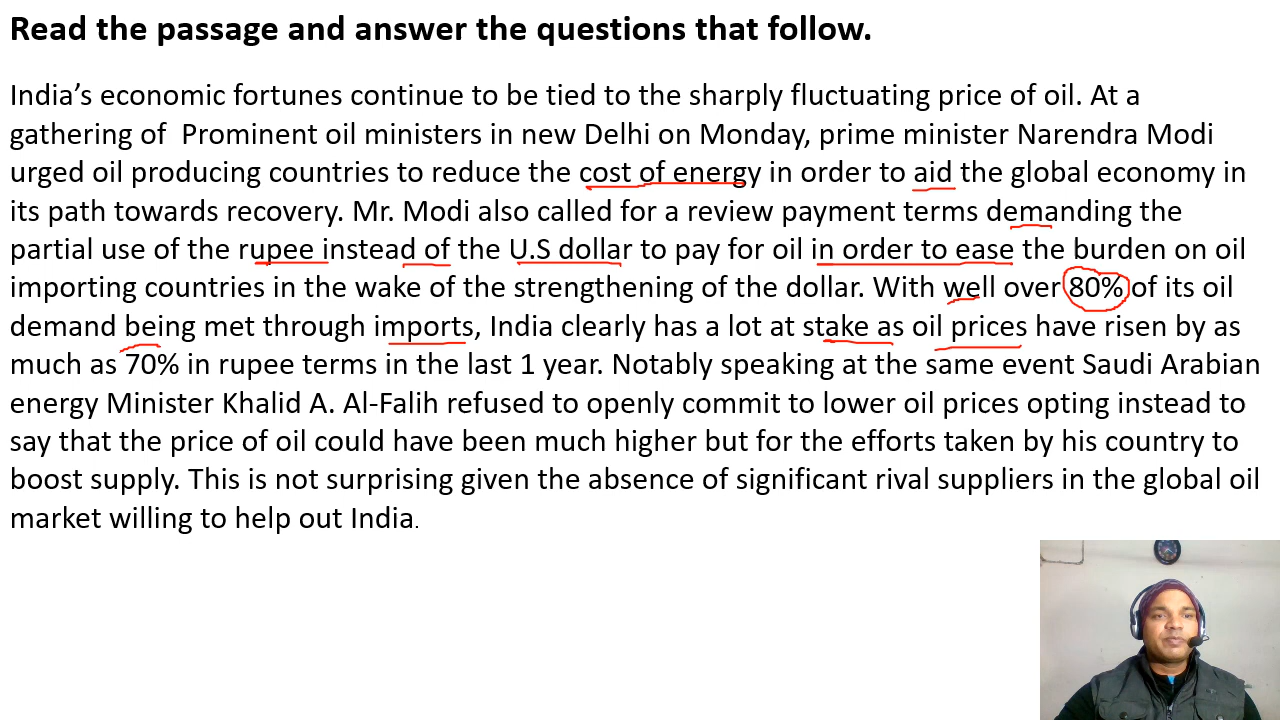 Read the passage and answer the questions that follow.
India’s economic fortunes continue to be tied to the sharply fluctuating price of oil. At a
gathering of  Prominent oil ministers in new Delhi on Monday, prime minister Narendra Modi
urged oil producing countries to reduce the cost of energy in order to aid the global economy in
its path towards recovery. Mr. Modi also called for a review payment terms demanding the
partial use of the rupee instead of the U.S dollar to pay for oil in order to ease the burden on oil
importing countries in the wake of the strengthening of the dollar. With well over 80% of its oil
demand being met through imports, India clearly has a lot at stake as oil prices have risen by as
much as 70% in rupee terms in the last 1 year. Notably speaking at the same event Saudi Arabian
energy Minister Khalid A. Al-Falih refused to openly commit to lower oil prices opting instead to
say that the price of oil could have been much higher but for the efforts taken by his country to
boost supply. This is not surprising given the absence of significant rival suppliers in the global oil
market willing to help out India.